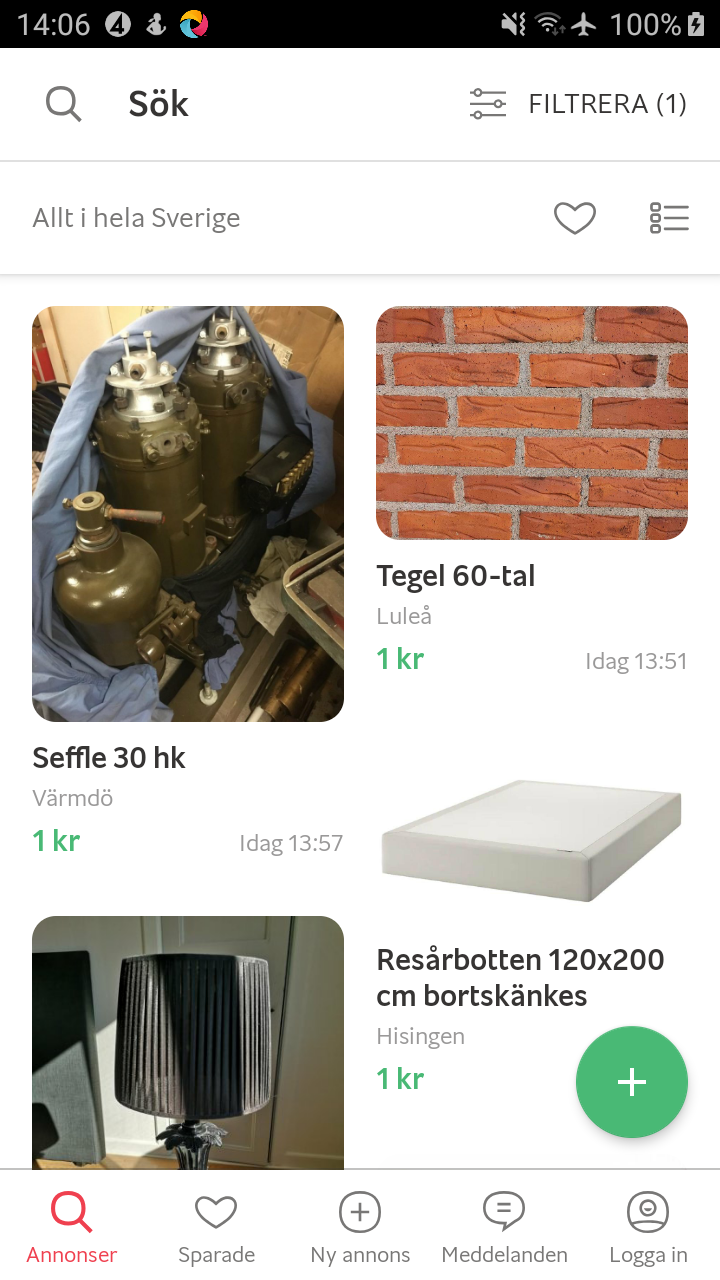 14:06
100%
Sök
FILTRERA (1)
Allt i hela Sverige
Seffle 30 hk
Värmdö
1 kr
Idag 13:57
Tegel 60-tal
Luleå
1 kr
Idag 13:51
Resårbotten 120x200
cm bortskänkes
Hisingen
1 kr
Annonser
Sparade
Ny annons
Meddelanden
Logga in